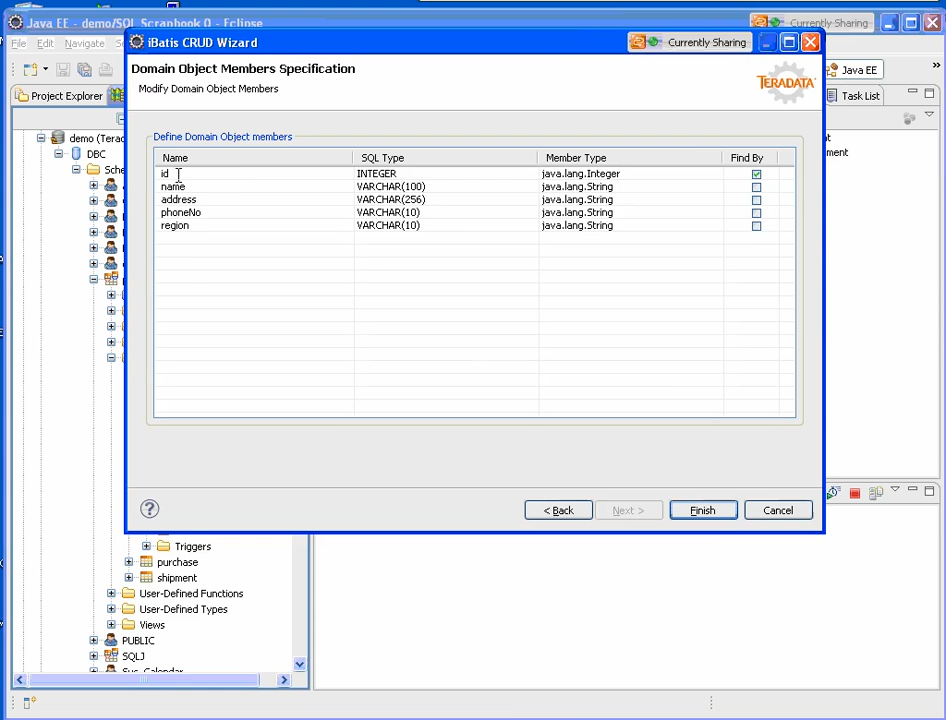 Java EE - demo/SQL Scrapbook 0 - Eclipse
Currently Sharing
File Edit Navigate
iBatis CRUD Wizard
Currently Sharing
Domain Object Members Specification
Modify Domain Object Members
TERADATA
Java EE
»
Project Explorer
Task List
Define Domain Object members
Name SQL Type Member Type Find By
id INTEGER java.lang.Integer
name VARCHAR(100) java.lang.String
address VARCHAR(256) java.lang.String
phoneNo VARCHAR(10) java.lang.String
region VARCHAR(10) java.lang.String
demo (Terac
DBC
Sche
?
< Back
Next >
Finish
Cancel
Triggers
purchase
shipment
User-Defined Functions
User-Defined Types
Views
PUBLIC
SQLJ
Sys_Calendar